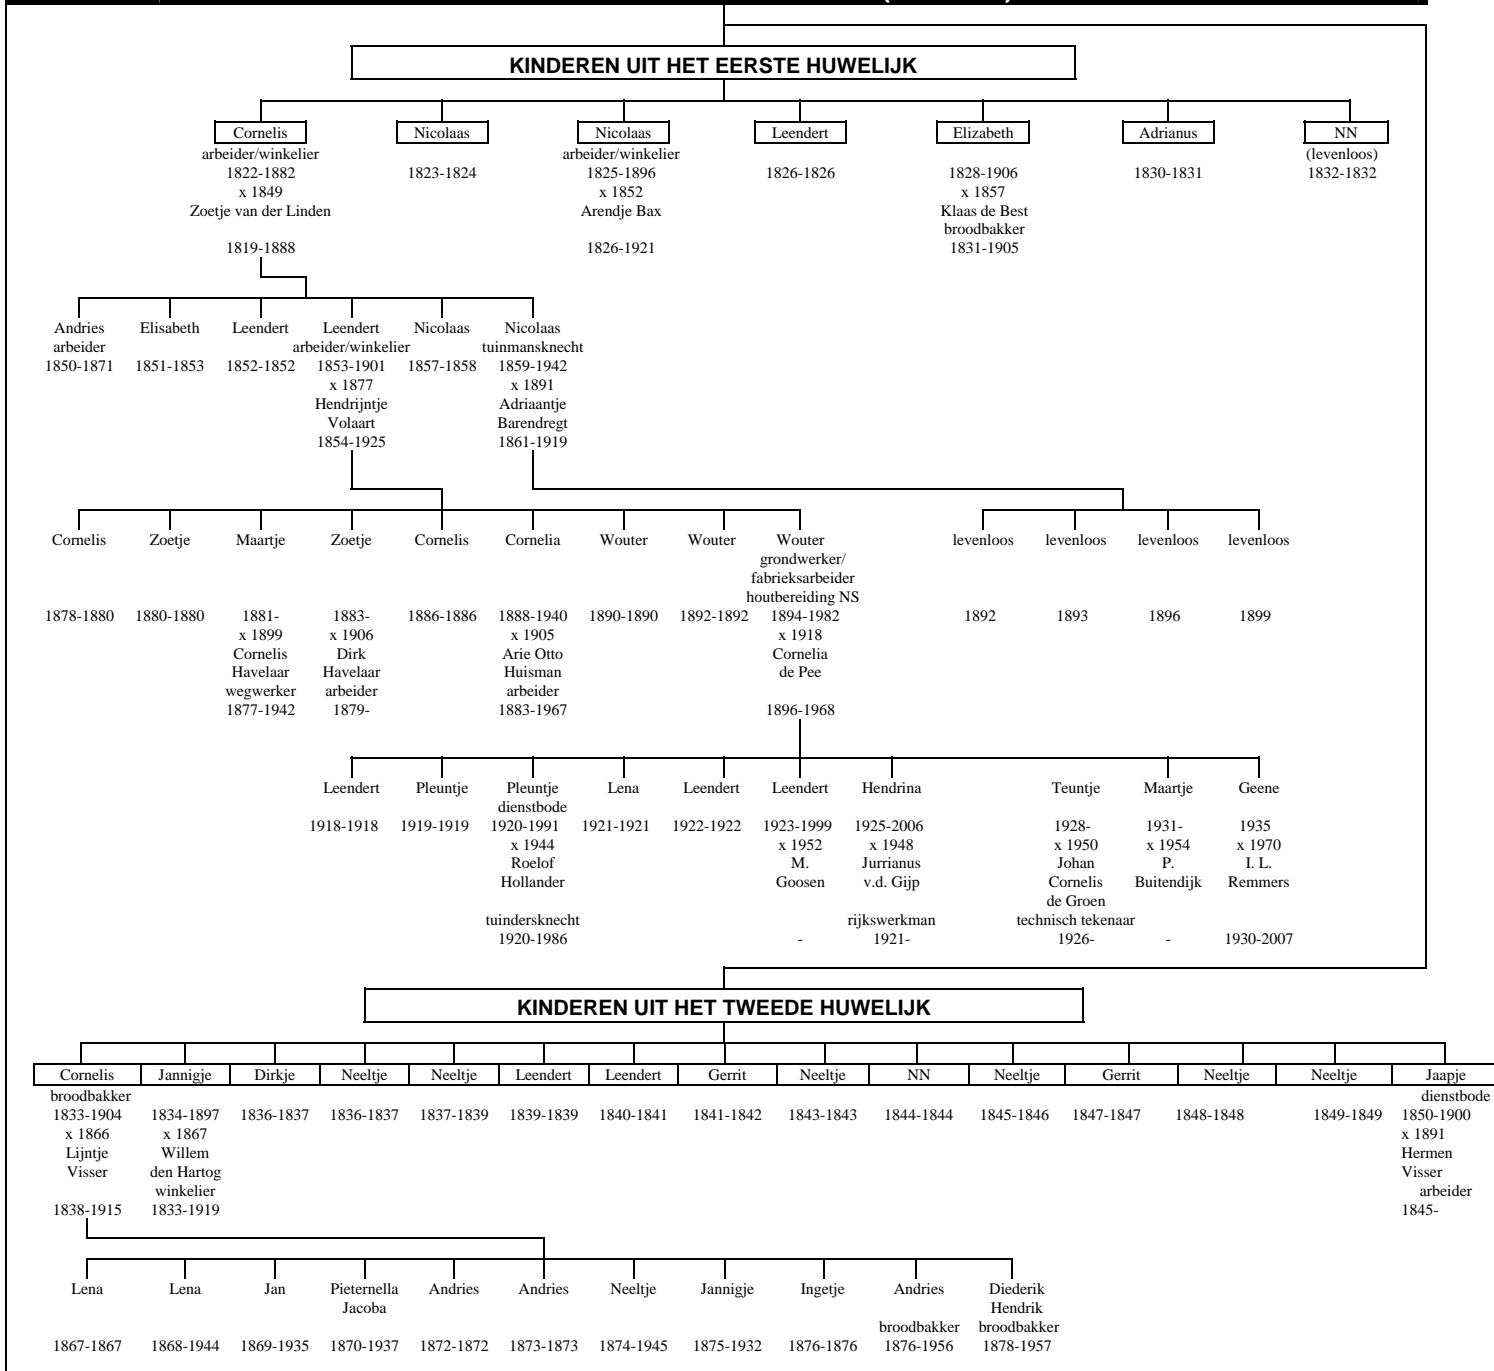 KINDEREN UIT HET EERSTE HUWELIJK
Cornelis Nicolaas Nicolaas Leendert Elizabeth Adrianus NN
arbeider/winkelier arbeider/winkelier (levenloos)
1822-1882 1823-1824 1825-1896 1826-1826 1828-1906 1830-1831 1832-1832
x 1849 x 1852 x 1857
Zoetje van der Linden Arendje Bax Klaas de Best
broodbakker
1819-1888 1826-1921 1831-1905
Andries Elisabeth Leendert Leendert Nicolaas Nicolaas
arbeider arbeider/winkelier tuinmansknecht
1850-1871 1851-1853 1852-1852 1853-1901 1857-1858 1859-1942
x 1877 x 1891
Hendrijntje Adriaantje
Volaart Barendregt
1854-1925 1861-1919
Cornelis Zoetje Maartje Zoetje Cornelis Cornelia Wouter Wouter Wouter levenloos levenloos levenloos levenloos
grondwerker/
fabrieksarbeider
houtbereiding NS
1878-1880 1880-1880 1881- 1883- 1886-1886 1888-1940 1890-1890 1892-1892 1894-1982 1892 1893 1896 1899
x 1899 x 1906 x 1905 x 1918
Cornelis Dirk Arie Otto Cornelia
Havelaar Havelaar Huisman de Pee
wegwerker arbeider arbeider
1877-1942 1879- 1883-1967 1896-1968
Leendert Pleuntje Pleuntje Lena Leendert Leendert Hendrina Teuntje Maartje Geene
dienstbode
1918-1918 1919-1919 1920-1991 1921-1921 1922-1922 1923-1999 1925-2006 1928- 1931- 1935
x 1944 x 1952 x 1948 x 1950 x 1954 x 1970
Roelof M. Jurrianus Johan P. I. L.
Hollander Goosen v.d. Gijp Cornelis Buitendijk Remmers
de Groen
tuindersknecht rijkswerkman technisch tekenaar
1920-1986 - 1921- 1926- - 1930-2007
KINDEREN UIT HET TWEEDE HUWELIJK
Cornelis Jannigje Dirkje Neeltje Neeltje Leendert Leendert Gerrit Neeltje NN Neeltje Gerrit Neeltje Neeltje Jaapje
broodbakker dienstbode
1833-1904 1834-1897 1836-1837 1836-1837 1837-1839 1839-1839 1840-1841 1841-1842 1843-1843 1844-1844 1845-1846 1847-1847 1848-1848 1849-1849 1850-1900
x 1866 x 1867 x 1891
Lijntje Willem Hermen
Visser den Hartog Visser
winkelier arbeider
1838-1915 1833-1919 1845-
Lena Lena Jan Pieternella Andries Andries Neeltje Jannigje Ingetje Andries Diederik
Jacoba Hendrik
broodbakker broodbakker
1867-1867 1868-1944 1869-1935 1870-1937 1872-1872 1873-1873 1874-1945 1875-1932 1876-1876 1876-1956 1878-1957